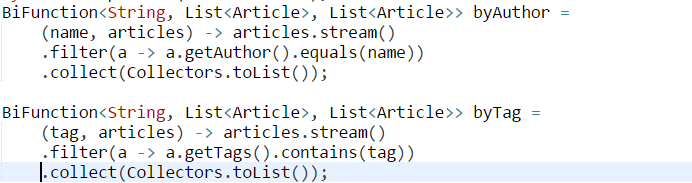 BiFunction<String, List<Article>, List<Article>> byAuthor =
(name, articles) -> articles.stream()
.filter(a -> a.getAuthor().equals(name))
.collect(Collectors.toList());
BiFunction<String, List<Article>, List<Article>> byTag =
(tag, articles) -> articles.stream()
.filter(a -> a.getTags().contains(tag))
.collect(Collectors.toList());